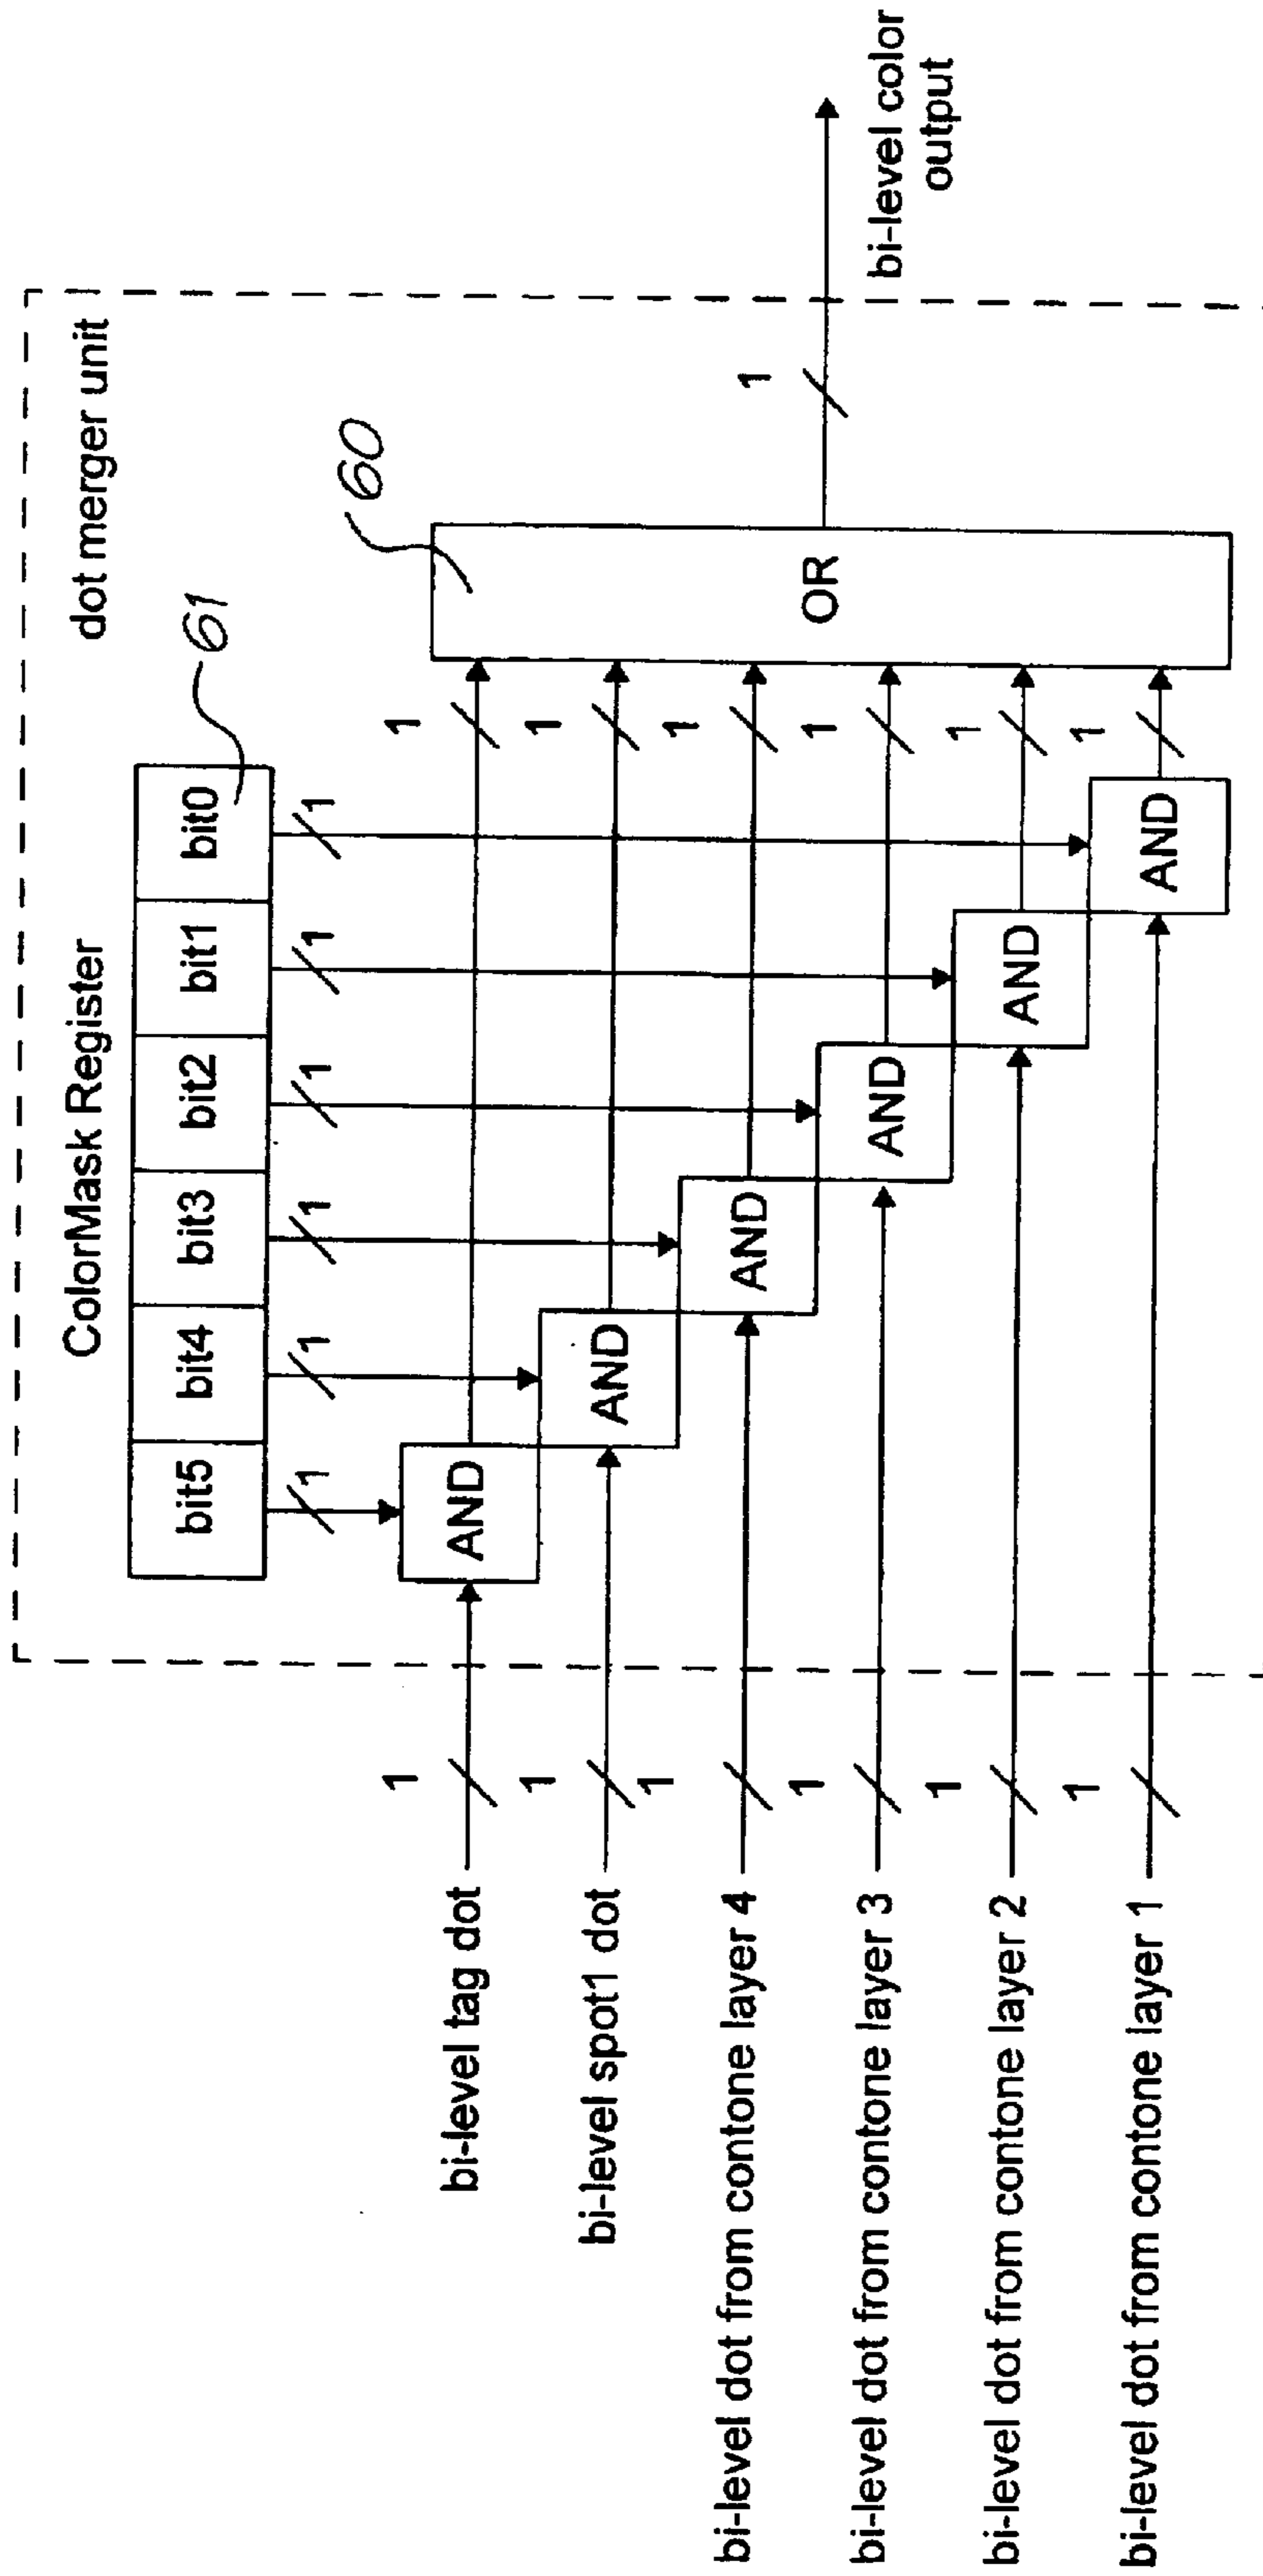 dot merger unit
ColorMask Register
bit5 bit4 bit3 bit2 bit1 bit0
61
1 1 1 1 1 1
60
bi-level tag dot
1
AND
1
bi-level spot1 dot
1
AND
1
bi-level dot from contone layer 4
1
AND
1
bi-level dot from contone layer 3
1
AND
1
bi-level dot from contone layer 2
1
AND
1
bi-level dot from contone layer 1
1
AND
1
OR
1
bi-level color
output